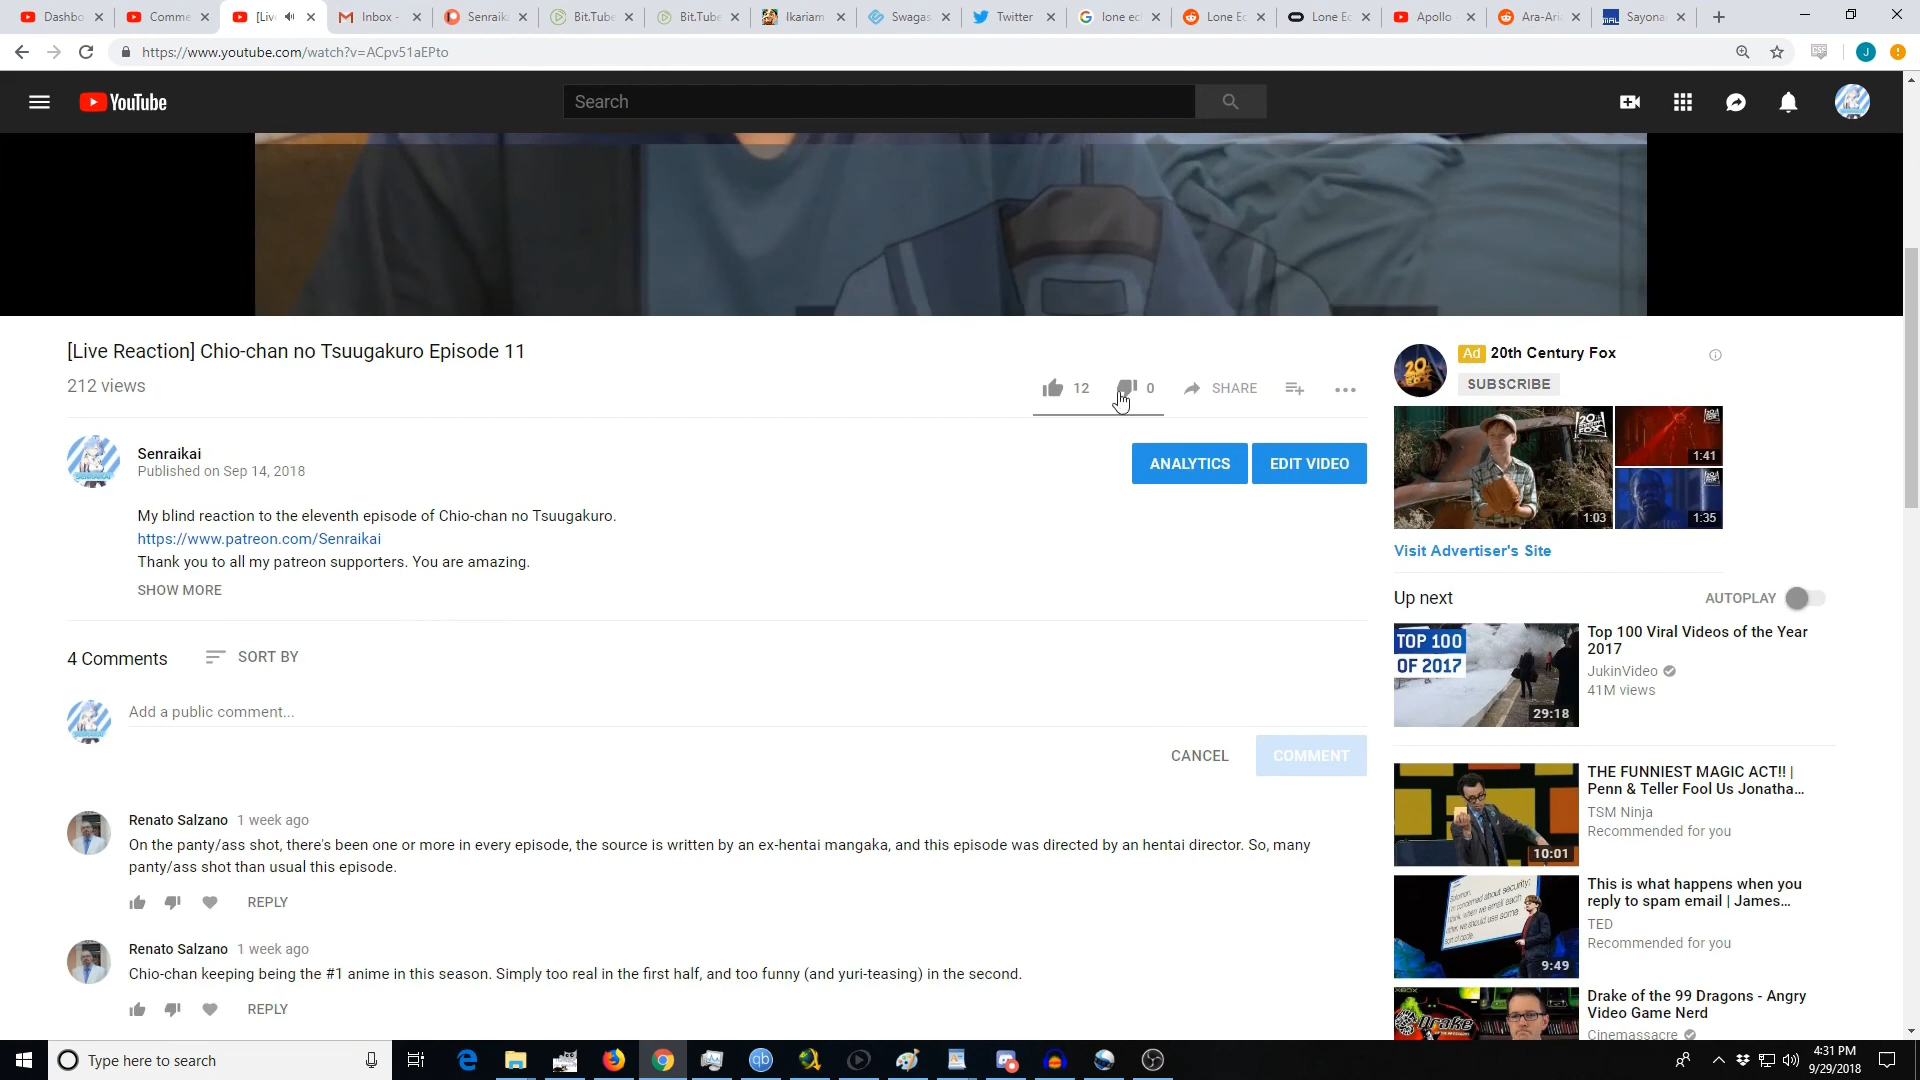 Dashbo
Comme
[Liv
Inbox -
Senraik
Bit.Tube
Bit.Tube
Ikariam
Swagas
Twitter
lone ec
Lone Ec
Lone Ec
Apollo
Ara-Ari
Sayona
https://www.youtube.com/watch?v=ACpv51aEPto
J
YouTube
Search
[Live Reaction] Chio-chan no Tsuugakuro Episode 11
212 views
12
0
SHARE
Senraikai
Published on Sep 14, 2018
ANALYTICS
EDIT VIDEO
My blind reaction to the eleventh episode of Chio-chan no Tsuugakuro.
https://www.patreon.com/Senraikai
Thank you to all my patreon supporters. You are amazing.
SHOW MORE
4 Comments
SORT BY
Add a public comment...
CANCEL
COMMENT
Renato Salzano 1 week ago
On the panty/ass shot, there's been one or more in every episode, the source is written by an ex-hentai mangaka, and this episode was directed by an hentai director. So, many
panty/ass shot than usual this episode.
REPLY
Renato Salzano 1 week ago
Chio-chan keeping being the #1 anime in this season. Simply too real in the first half, and too funny (and yuri-teasing) in the second.
REPLY
Ad 20th Century Fox
SUBSCRIBE
1:03
1:41
1:35
Visit Advertiser's Site
Up next
AUTOPLAY
TOP 100
OF 2017
29:18
Top 100 Viral Videos of the Year
2017
JukinVideo
41M views
10:01
THE FUNNIEST MAGIC ACT!! |
Penn & Teller Fool Us Jonatha...
TSM Ninja
Recommended for you
9:49
This is what happens when you
reply to spam email | James...
TED
Recommended for you
Drake of the 99 Dragons - Angry
Video Game Nerd
Cinemassacre
Type here to search
qb
4:31 PM
9/29/2018